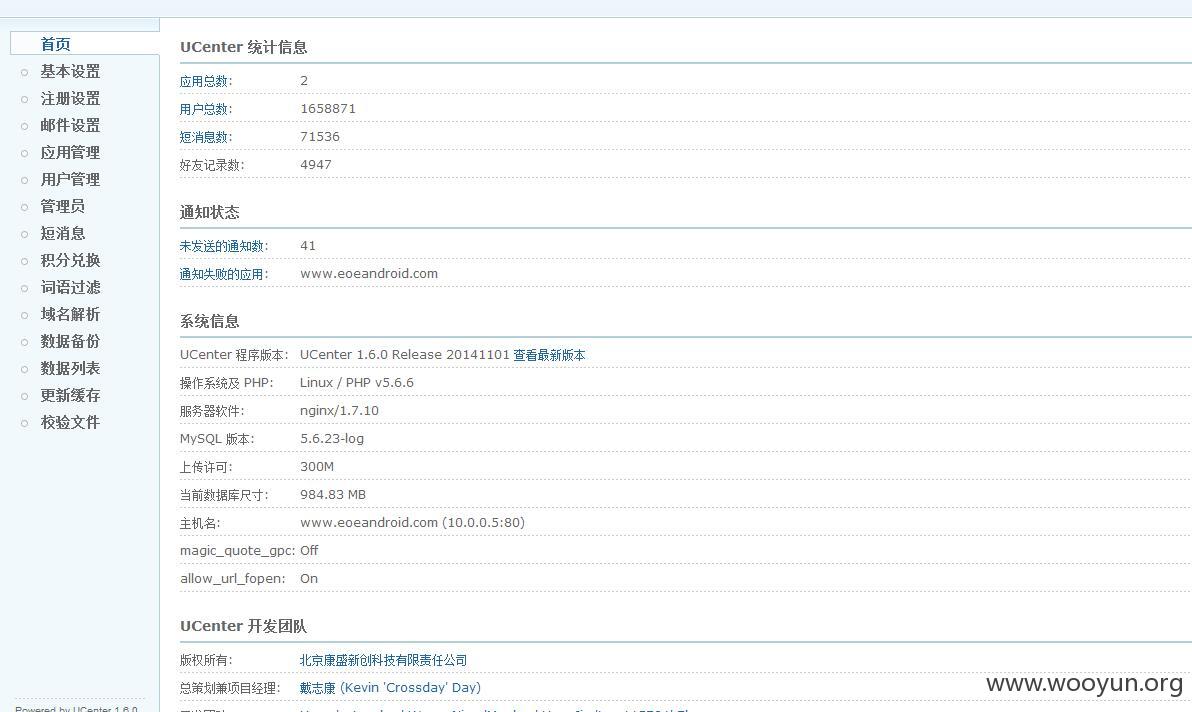 首页
基本设置
注册设置
邮件设置
应用管理
用户管理
管理员
短消息
积分兑换
词语过滤
域名解析
数据备份
数据列表
更新缓存
校验文件
UCenter 统计信息
应用总数: 2
用户总数: 1658871
短消息数: 71536
好友记录数: 4947
通知状态
未发送的通知数: 41
通知失败的应用: www.eoeandroid.com
系统信息
UCenter 程序版本: UCenter 1.6.0 Release 20141101 查看最新版本
操作系统及 PHP: Linux / PHP v5.6.6
服务器软件: nginx/1.7.10
MySQL 版本: 5.6.23-log
上传许可: 300M
当前数据库尺寸: 984.83 MB
主机名: www.eoeandroid.com (10.0.0.5:80)
magic_quote_gpc: Off
allow_url_fopen: On
UCenter 开发团队
版权所有: 北京康盛新创科技有限责任公司
总策划兼项目经理: 戴志康 (Kevin 'Crossday' Day)
Powered by UCenter 1.6.0
www.wooyun.org